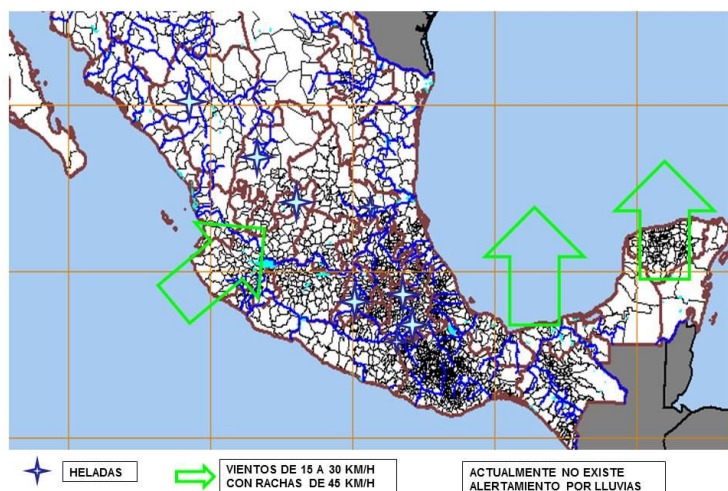 HELADAS
VIENTOS DE 15 A 30 KM/H
CON RACHAS DE 45 KM/H
ACTUALMENTE NO EXISTE
ALERTAMIENTO POR LLUVIAS